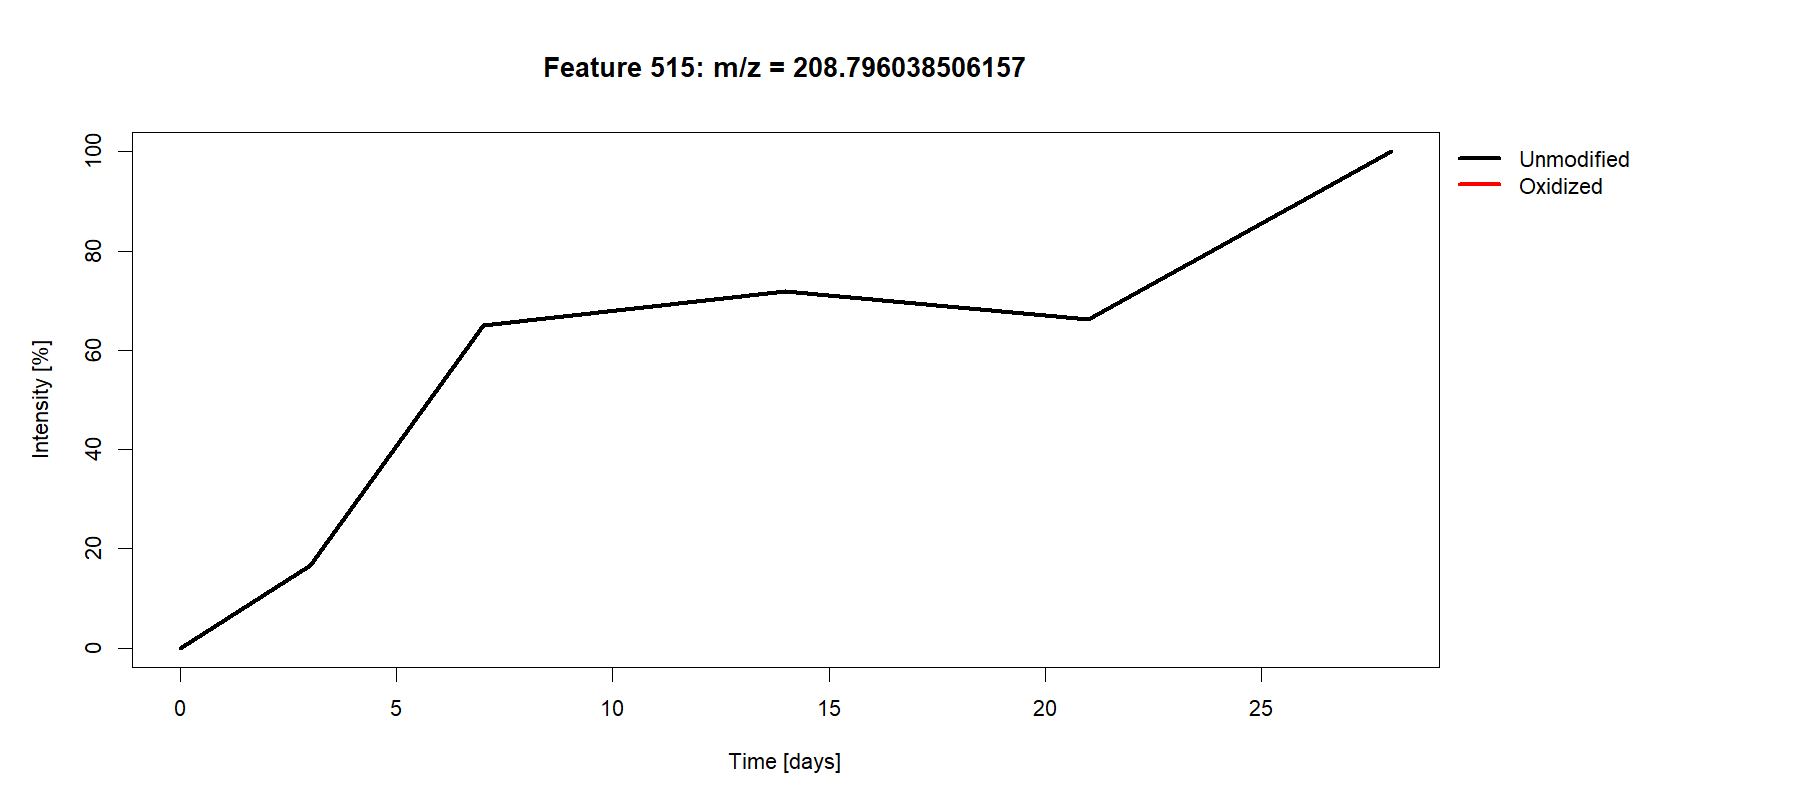 Feature 515: m/z = 208.796038506157
Unmodified
Oxidized
Intensity [%]
100
80
60
40
20
0
0 5 10 15 20 25
Time [days]